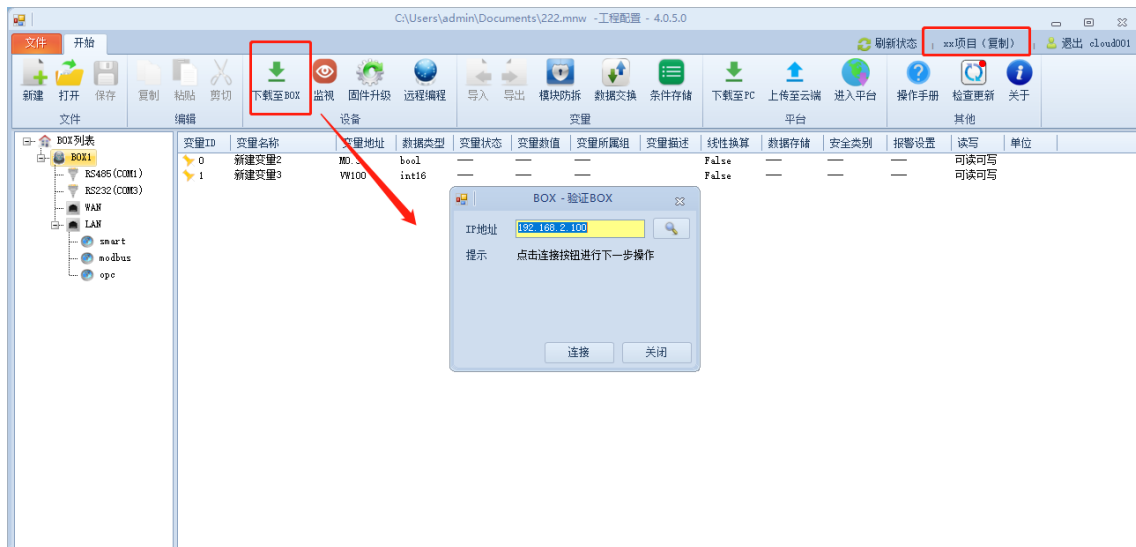 C:\Users\admin\Documents\222.mnw -工程配置 - 4.0.5.0
文件 开始 刷新状态 xx项目（复制） 退出 cloud001
新建 打开 保存 复制 粘贴 剪切 下载至BOX 监视 固件升级 远程编程 导入 导出 模块防拆 数据交换 条件存储 下载至PC 上传至云端 进入平台 操作手册 检查更新 关于
文件 编辑 设备 变量 平台 其他
BOX列表
BOX1
RS485(COM1)
RS232(COM3)
WAN
LAN
smart
modbus
opc
变量ID 变量名称 变量地址 数据类型 变量状态 变量数值 变量所属组 变量描述 线性换算 数据存储 安全类别 报警设置 读写 单位
0 新建变量2 bool —— —— —— False —— —— —— 可读可写
1 新建变量3 VW100 int16 —— —— —— False —— —— —— 可读可写
BOX - 验证BOX
IP地址 192.168.2.100
提示 点击连接按钮进行下一步操作
连接 关闭